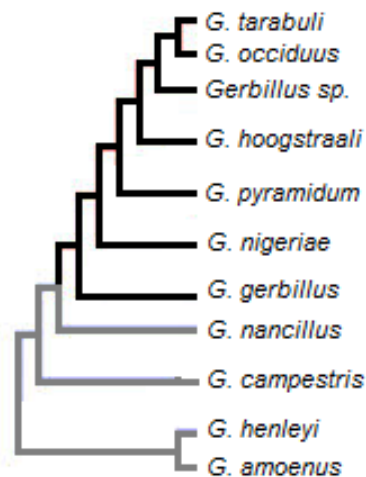 G. tarabuli
G. occiduus
Gerbillus sp.
G. hoogstraali
G. pyramidum
G. nigeriae
G. gerbillus
G. nancillus
G. campestris
G. henleyi
G. amoenus